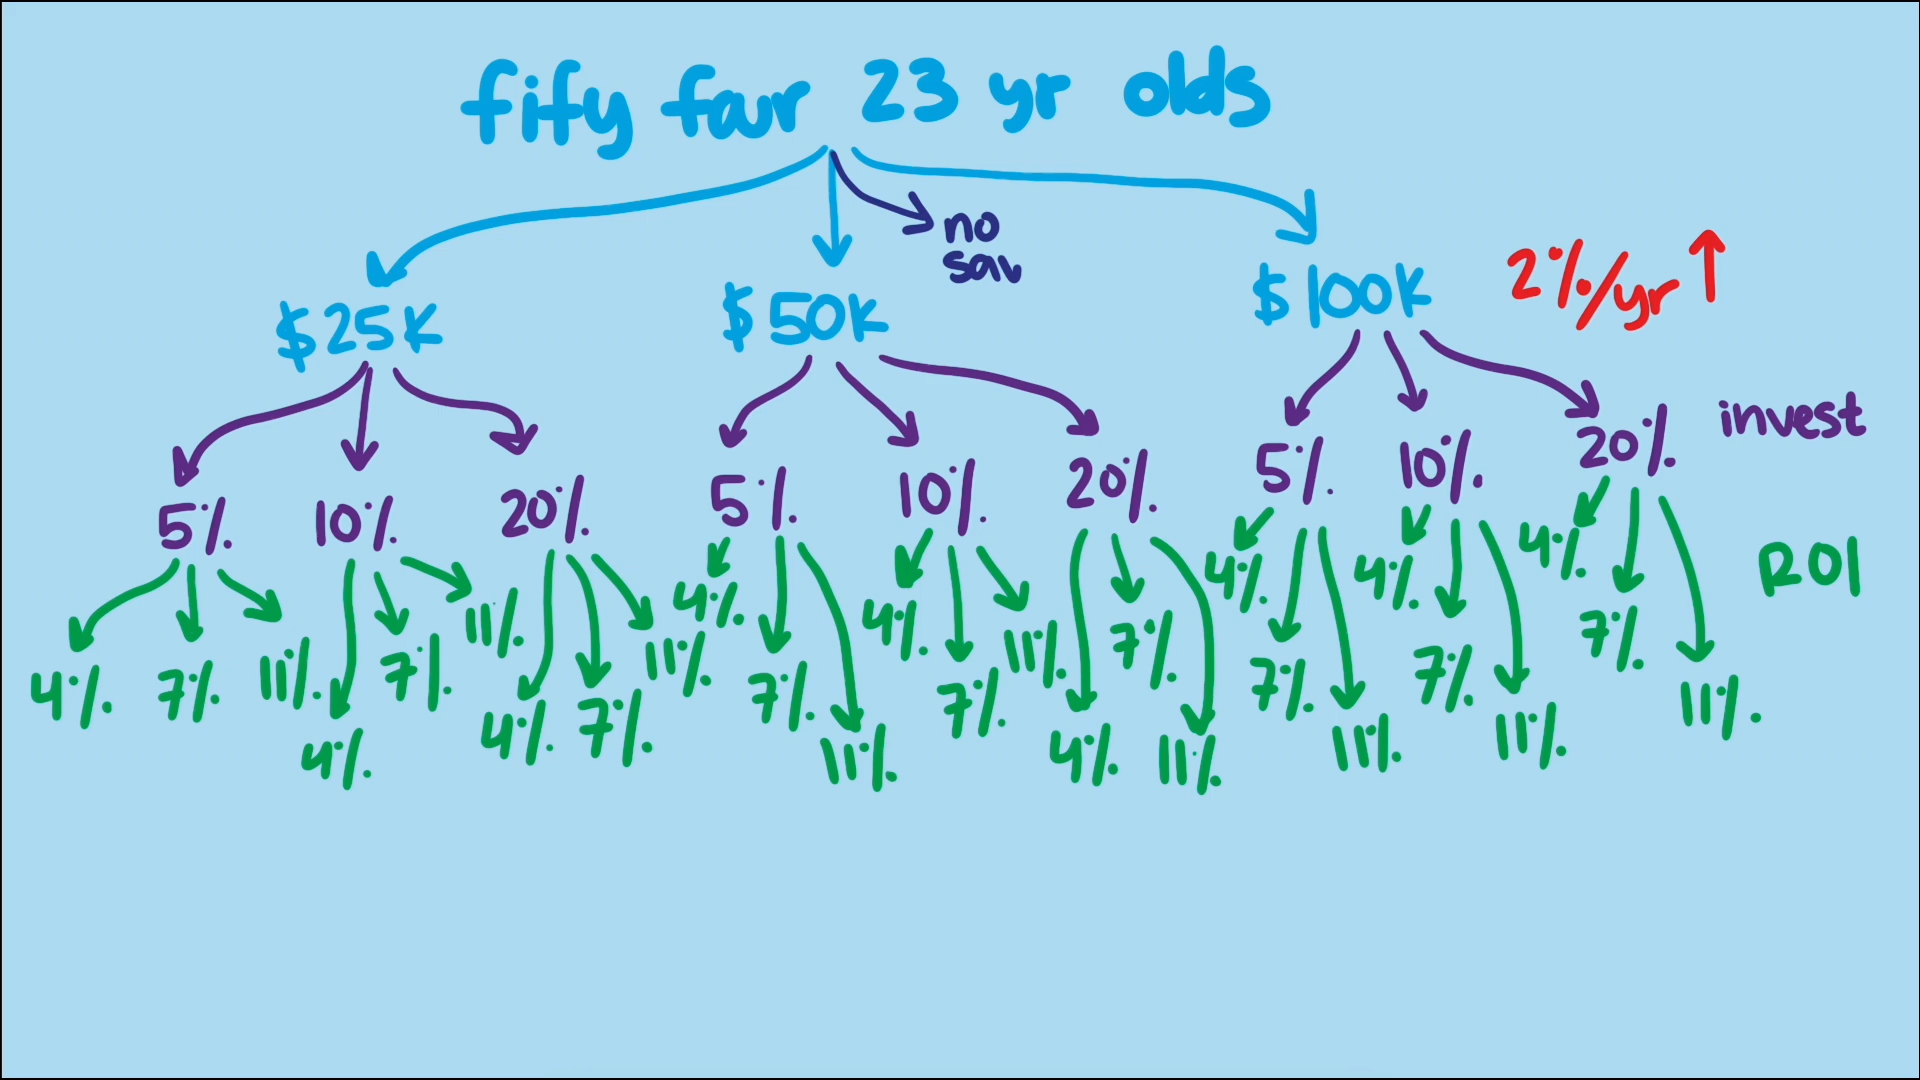 fify four 23 yr olds
no
sav
$25K $50K $100K 2%/yr
5% 10% 20% 5% 10% 20% 5% 10% 20% invest
4% 7% 11% 4% 7% 11% 4% 7% 11% 4% 7% 11% 4% 7% 11% 4% 7% 11% 4% 7% 11% 4% 7% 11% 4% 7% 11% ROI